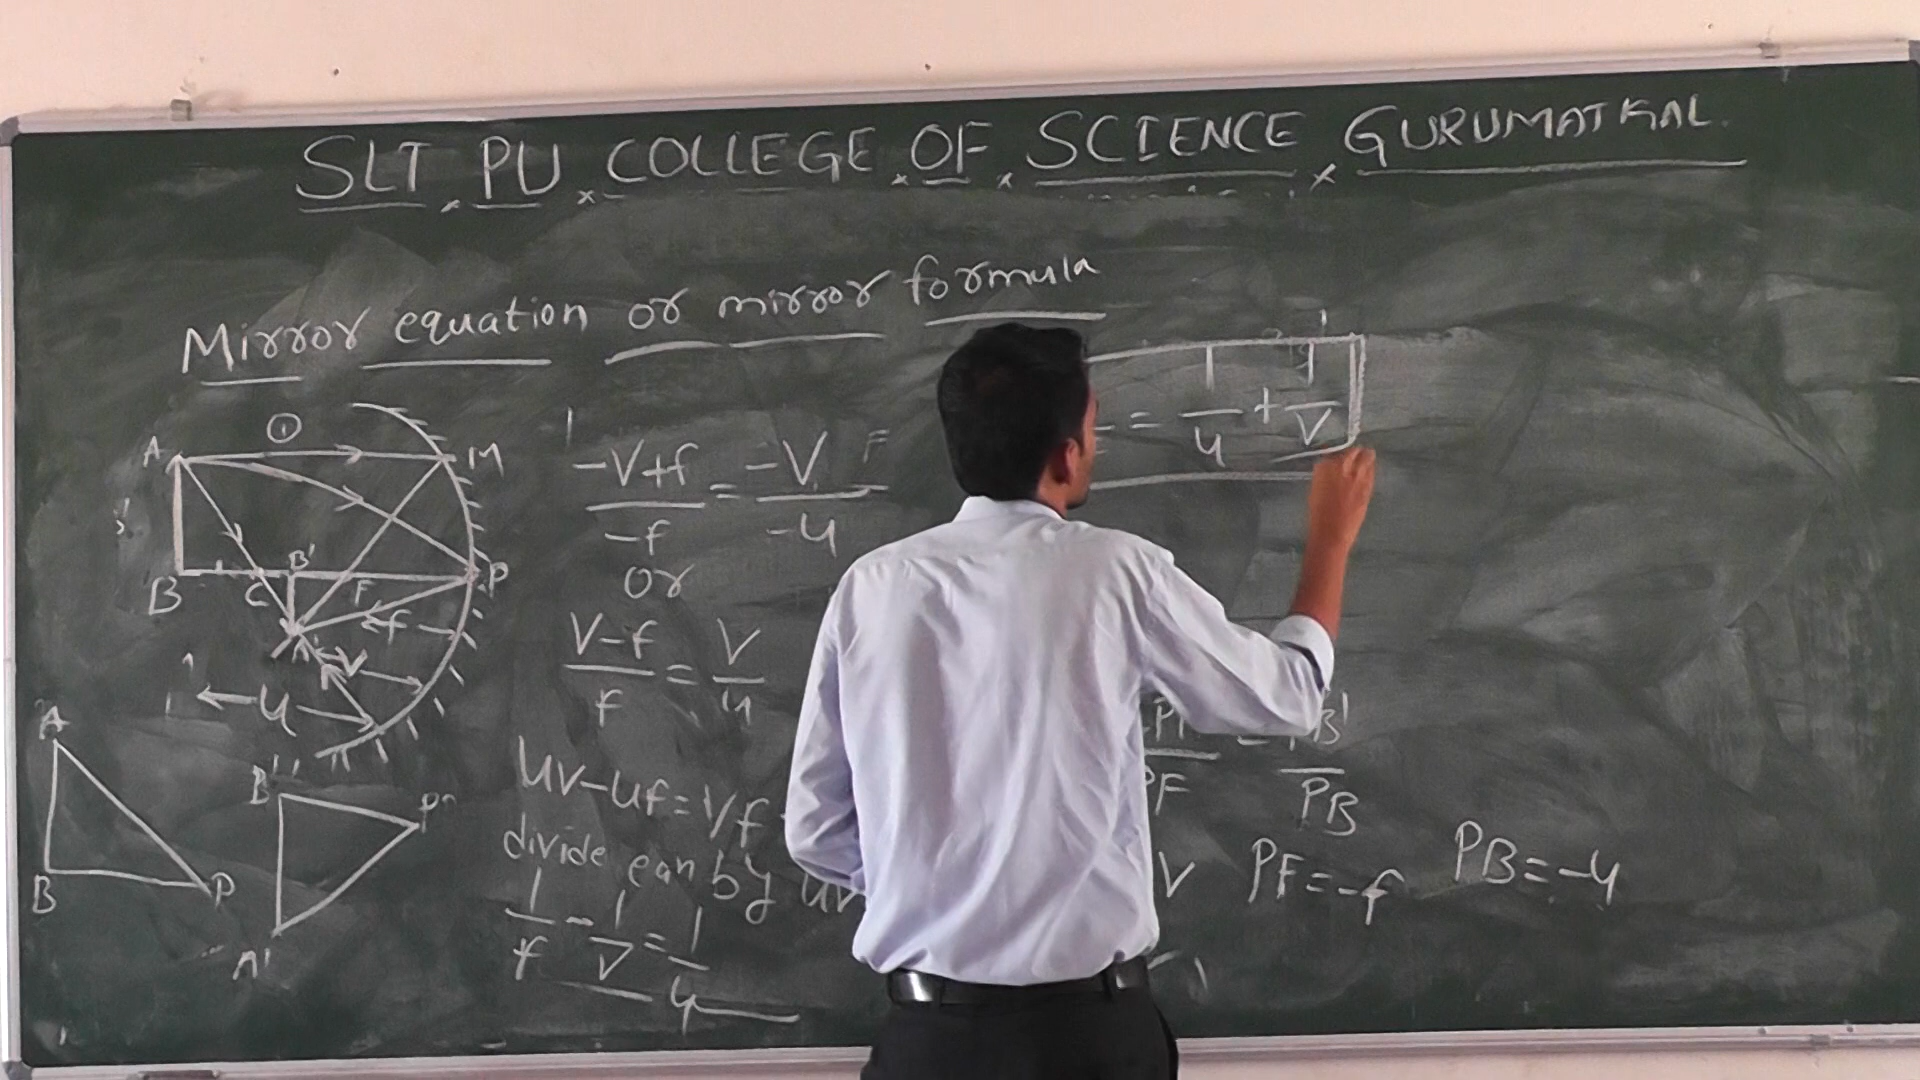 SLT PU COLLEGE OF SCIENCE GURUMATKAL.
Mirror equation or mirror formula
A ① M
B C B' F P
f
V
u
A
B P
B' P
A'
-V+f / -f = -V / -u
or
V-f / f = V / u
uv-uf=Vf
divide eqn by uv
1/f - 1/V = 1/u
= 1/u + 1/V
B'
PF PB
V PF=-f PB=-u